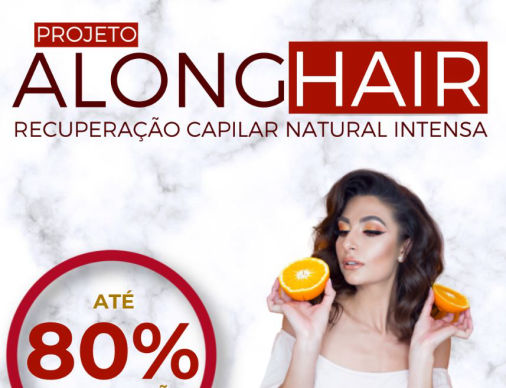 PROJETO
ALONGHAIR
RECUPERAÇÃO CAPILAR NATURAL INTENSA
ATÉ
80%